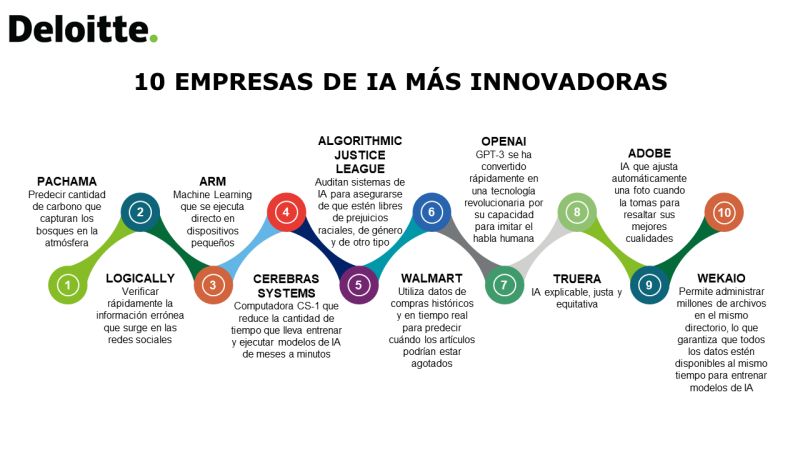 Deloitte.
10 EMPRESAS DE IA MÁS INNOVADORAS
PACHAMA
Predecir cantidad
de carbono que
capturan los
bosques en la
atmósfera
1
2
LOGICALLY
Verificar
rápidamente la
información errónea
que surge en las
redes sociales
ARM
Machine Learning
que se ejecuta
directo en
dispositivos
pequeños
3
4
CEREBRAS
SYSTEMS
Computadora CS-1 que
reduce la cantidad de
tiempo que lleva entrenar
y ejecutar modelos de IA
de meses a minutos
ALGORITHMIC
JUSTICE
LEAGUE
Auditan sistemas de
IA para asegurarse
de que estén libres
de prejuicios
raciales, de género
y de otro tipo
5
6
WALMART
Utiliza datos de
compras históricos
y en tiempo real
para predecir
cuándo los artículos
podrían estar
agotados
OPENAI
GPT-3 se ha
convertido
rápidamente en
una tecnología
revolucionaria por
su capacidad
para imitar el
habla humana
7
8
TRUERA
IA explicable, justa y
equitativa
ADOBE
IA que ajusta
automáticamente
una foto cuando
la tomas para
resaltar sus
mejores
cualidades
9
10
WEKAIO
Permite administrar
millones de archivos
en el mismo
directorio, lo que
garantiza que todos
los datos estén
disponibles al mismo
tiempo para entrenar
modelos de IA